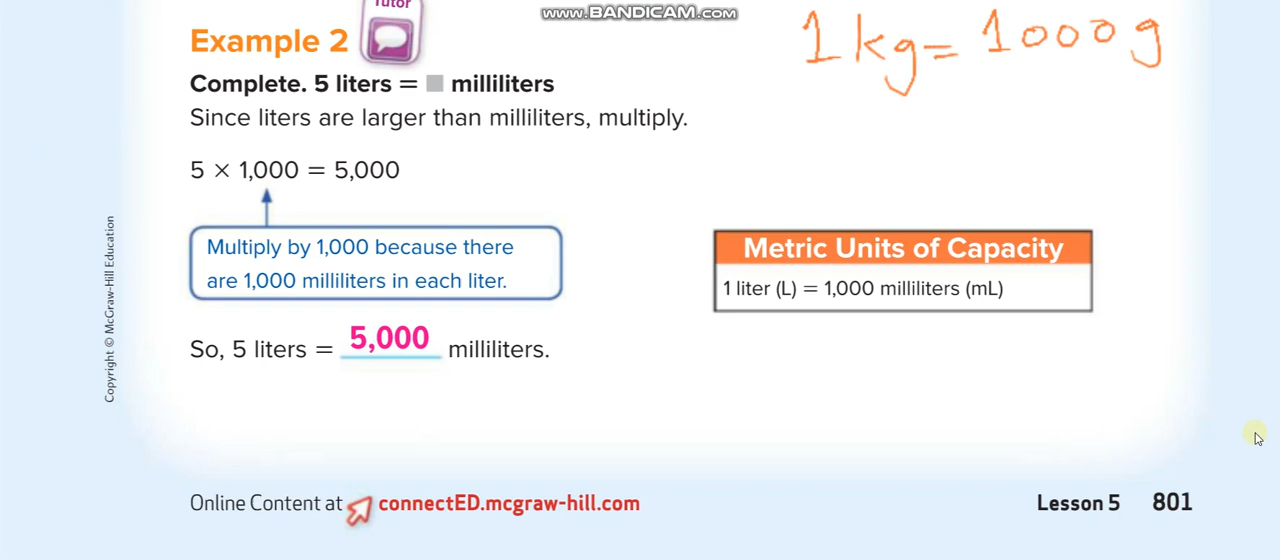 Tutor
www.BANDICAM.com
1 kg = 1000 g
Example 2
Complete. 5 liters = milliliters
Since liters are larger than milliliters, multiply.
5 × 1,000 = 5,000
Multiply by 1,000 because there
are 1,000 milliliters in each liter.
Metric Units of Capacity
1 liter (L) = 1,000 milliliters (mL)
So, 5 liters = 5,000 milliliters.
Copyright © McGraw-Hill Education
Online Content at connectED.mcgraw-hill.com
Lesson 5 801